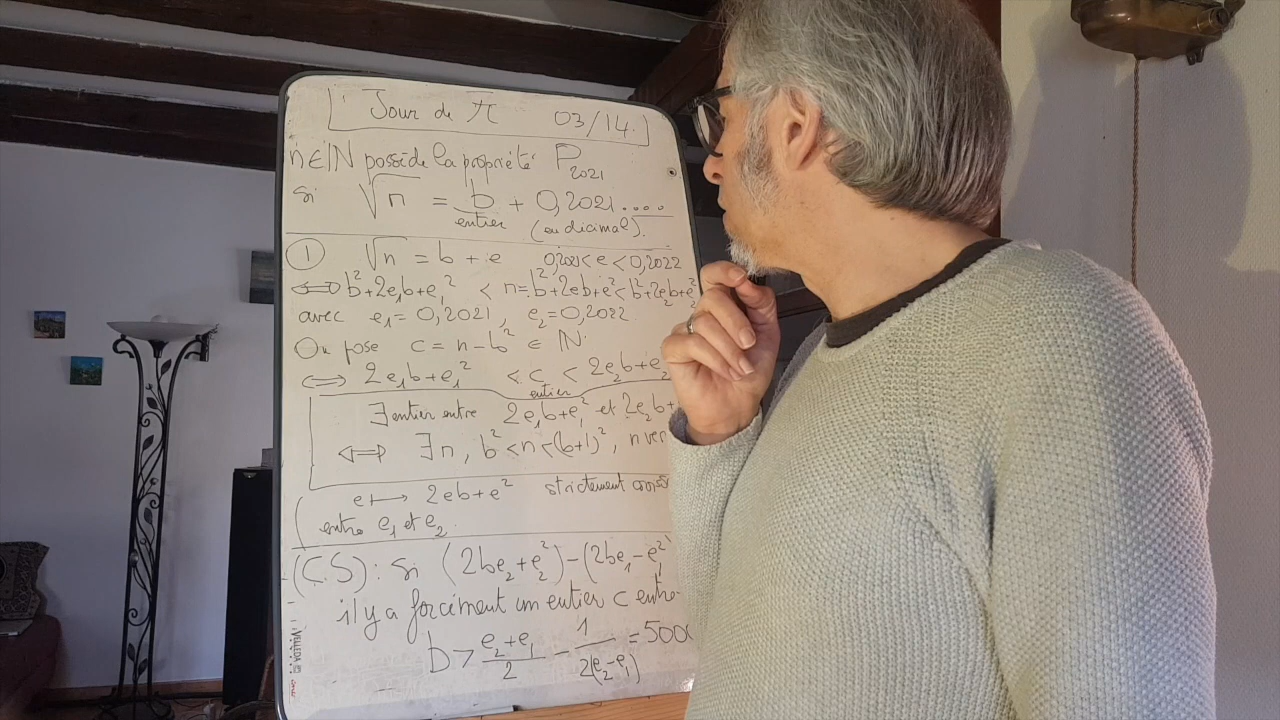 Jour de π 03/14.
n ∈ ℕ possède la propriété P₂₀₂₁
si √n = b + 0,2021....
entier (en décimal).
① √n = b + e 0,2021 < e < 0,2022
⟺ b² + 2e₁b + e₁² < n = b² + 2eb + e² < b² + 2e₂b + e₂²
avec e₁ = 0,2021, e₂ = 0,2022
On pose c = n - b² ∈ ℕ
⟺ 2e₁b + e₁² < c < 2e₂b + e₂
entier
∃ entier entre 2e₁b + e₁² et 2e₂b +
⟺ ∃n, b² < n < (b+1)², n
e ⟼ 2eb + e² strictement
entre e₁ et e₂
(C.S) : si (2be₂ + e₂²) - (2be₁ - e₁²)
il y a forcément un entier c entre
b > (e₂ + e₁)/2 - 1/(2(e₂ - e₁)) = 500
VELLEDA